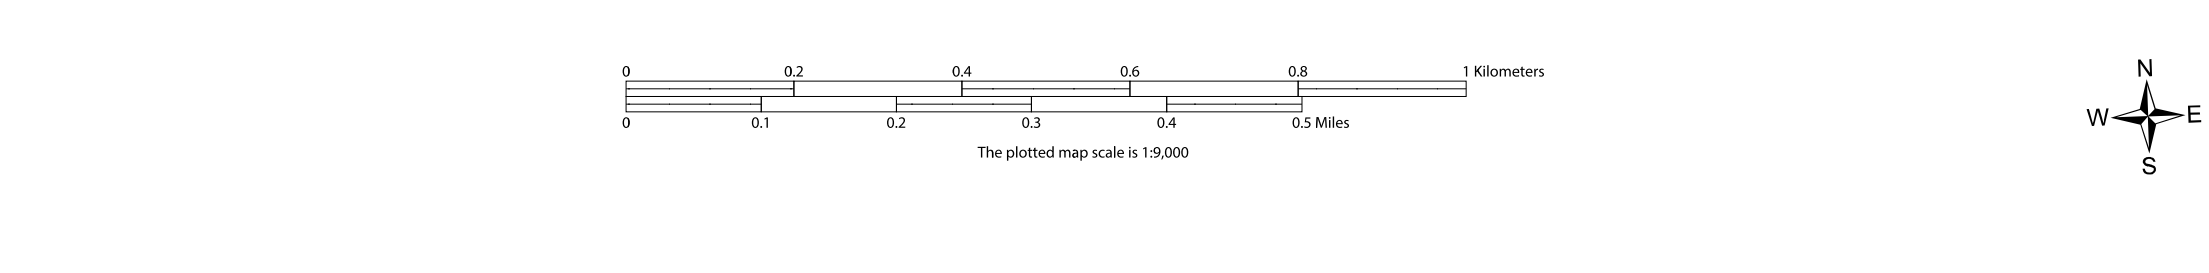 0 0.2 0.4 0.6 0.8 1 Kilometers
0 0.1 0.2 0.3 0.4 0.5 Miles
The plotted map scale is 1:9,000
N
W E
S